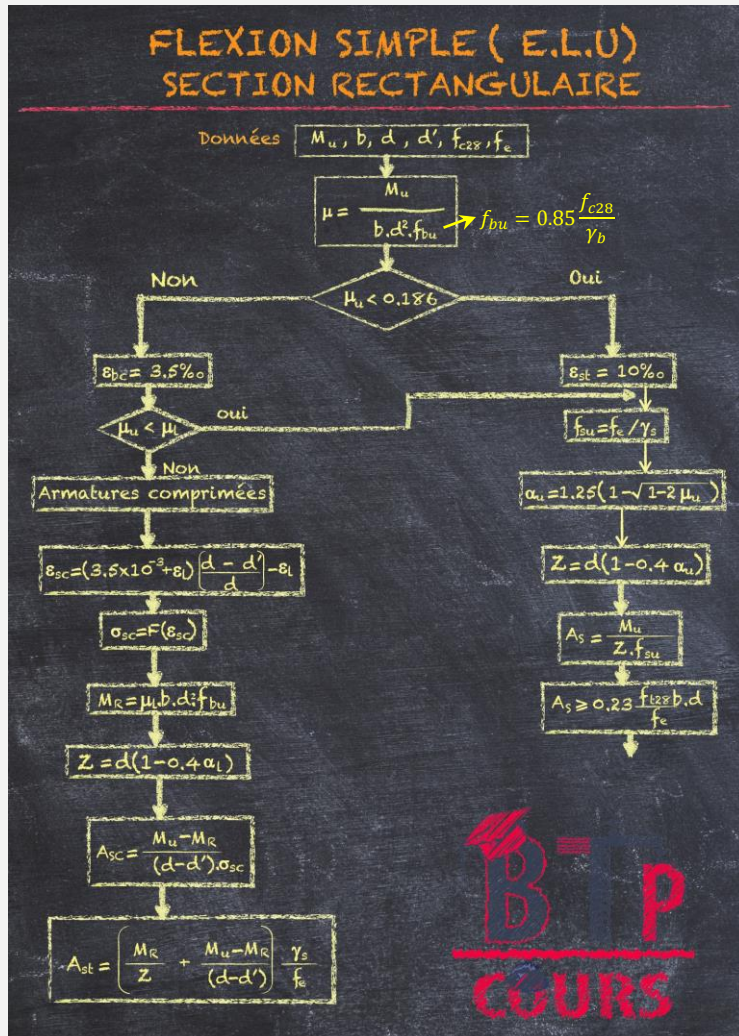 FLEXION SIMPLE ( E.L.U)
SECTION RECTANGULAIRE
Données
Mu, b, d , d', fc28, fe
μ = Mu / b.d².fbu
f_bu = 0.85 f_c28 / γ_b
Non
Oui
μu < 0.186
εbc = 3.5‰
εst = 10‰
μu < μl
oui
fsu = fe / γs
Non
Armatures comprimées
αu = 1.25(1-√1-2 μu )
εsc=(3,5x10⁻³+εl) (d - d' / d) -εl
Z = d(1-0.4 αu)
σsc=F(εsc)
As = Mu / Z.fsu
MR = μl.b.d².fbu
As ≥ 0.23 ft28 b.d / fe
Z = d(1-0.4 αl)
Asc = Mu - MR / (d-d').σsc
Ast = (MR / Z + Mu - MR / (d-d')) γs / fe
BTP
COURS